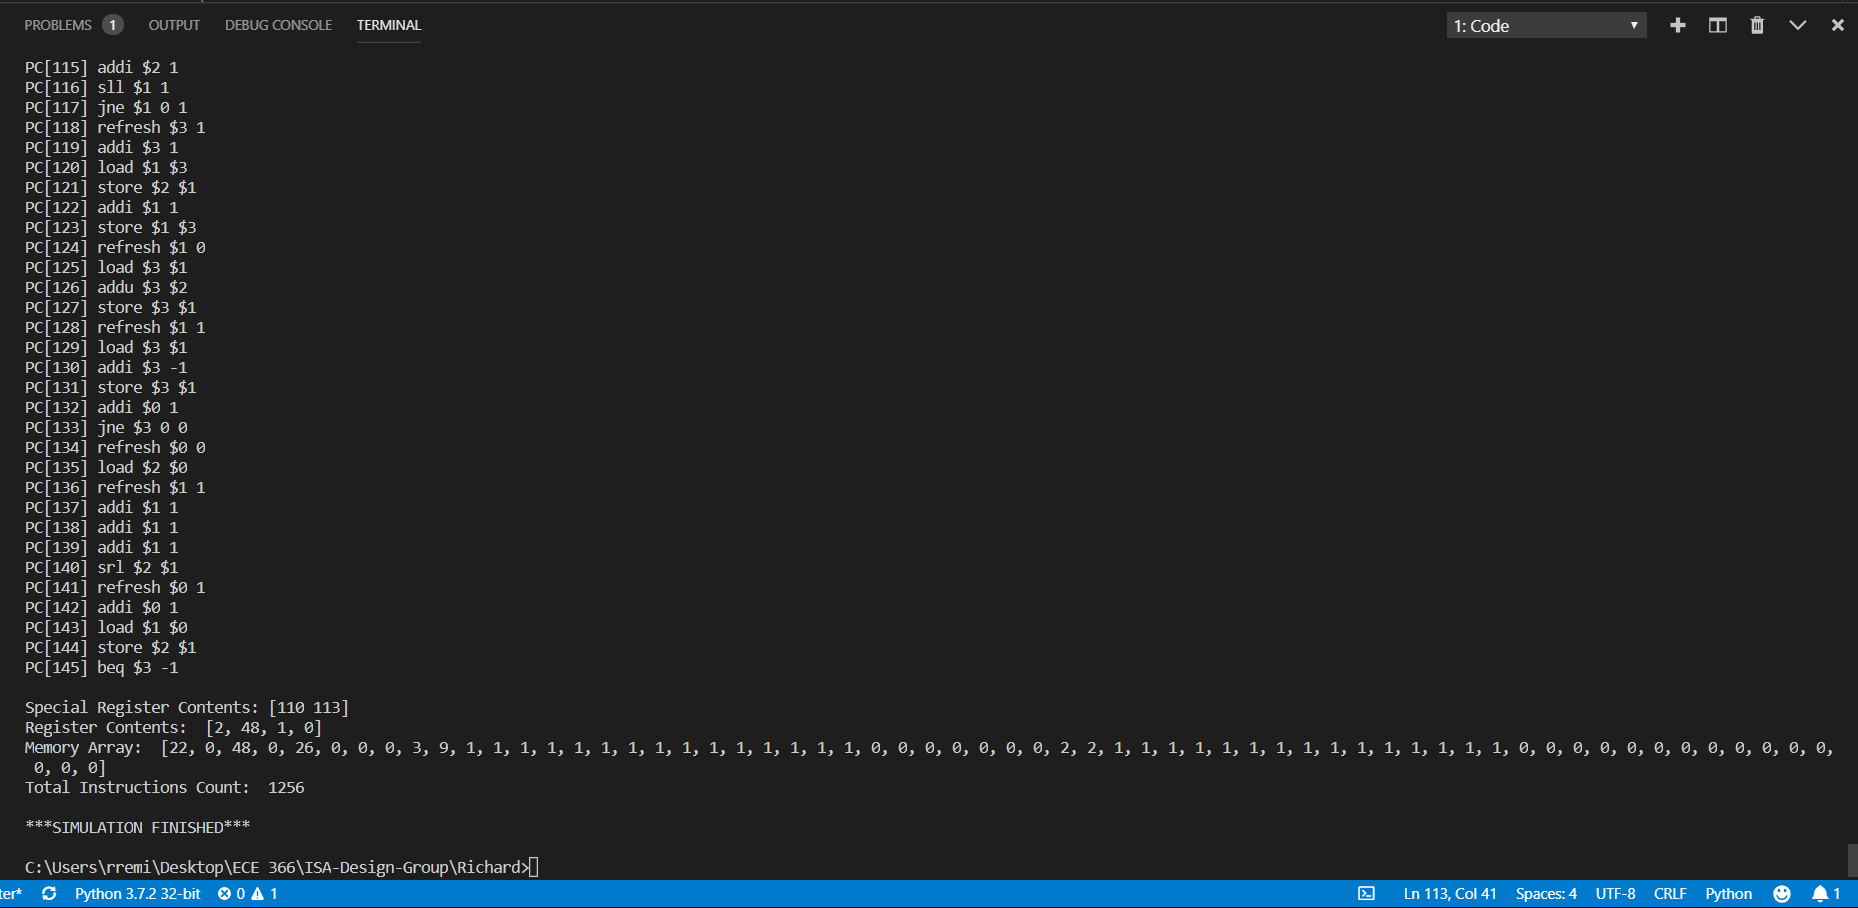 PROBLEMS 1 OUTPUT DEBUG CONSOLE TERMINAL 1: Code
PC[115] addi $2 1
PC[116] sll $1 1
PC[117] jne $1 0 1
PC[118] refresh $3 1
PC[119] addi $3 1
PC[120] load $1 $3
PC[121] store $2 $1
PC[122] addi $1 1
PC[123] store $1 $3
PC[124] refresh $1 0
PC[125] load $3 $1
PC[126] addu $3 $2
PC[127] store $3 $1
PC[128] refresh $1 1
PC[129] load $3 $1
PC[130] addi $3 -1
PC[131] store $3 $1
PC[132] addi $0 1
PC[133] jne $3 0 0
PC[134] refresh $0 0
PC[135] load $2 $0
PC[136] refresh $1 1
PC[137] addi $1 1
PC[138] addi $1 1
PC[139] addi $1 1
PC[140] srl $2 $1
PC[141] refresh $0 1
PC[142] addi $0 1
PC[143] load $1 $0
PC[144] store $2 $1
PC[145] beq $3 -1
Special Register Contents: [110 113]
Register Contents:  [2, 48, 1, 0]
Memory Array:  [22, 0, 48, 0, 26, 0, 0, 0, 3, 9, 1, 1, 1, 1, 1, 1, 1, 1, 1, 1, 1, 1, 1, 1, 1, 0, 0, 0, 0, 0, 0, 0, 2, 2, 1, 1, 1, 1, 1, 1, 1, 1, 1, 1, 1, 1, 1, 1, 1, 0, 0, 0, 0, 0, 0, 0, 0, 0, 0, 0, 0,
0, 0, 0]
Total Instructions Count:  1256
***SIMULATION FINISHED***
C:\Users\rremi\Desktop\ECE 366\ISA-Design-Group\Richard>
ter* Python 3.7.2 32-bit 0 1 Ln 113, Col 41 Spaces: 4 UTF-8 CRLF Python 1